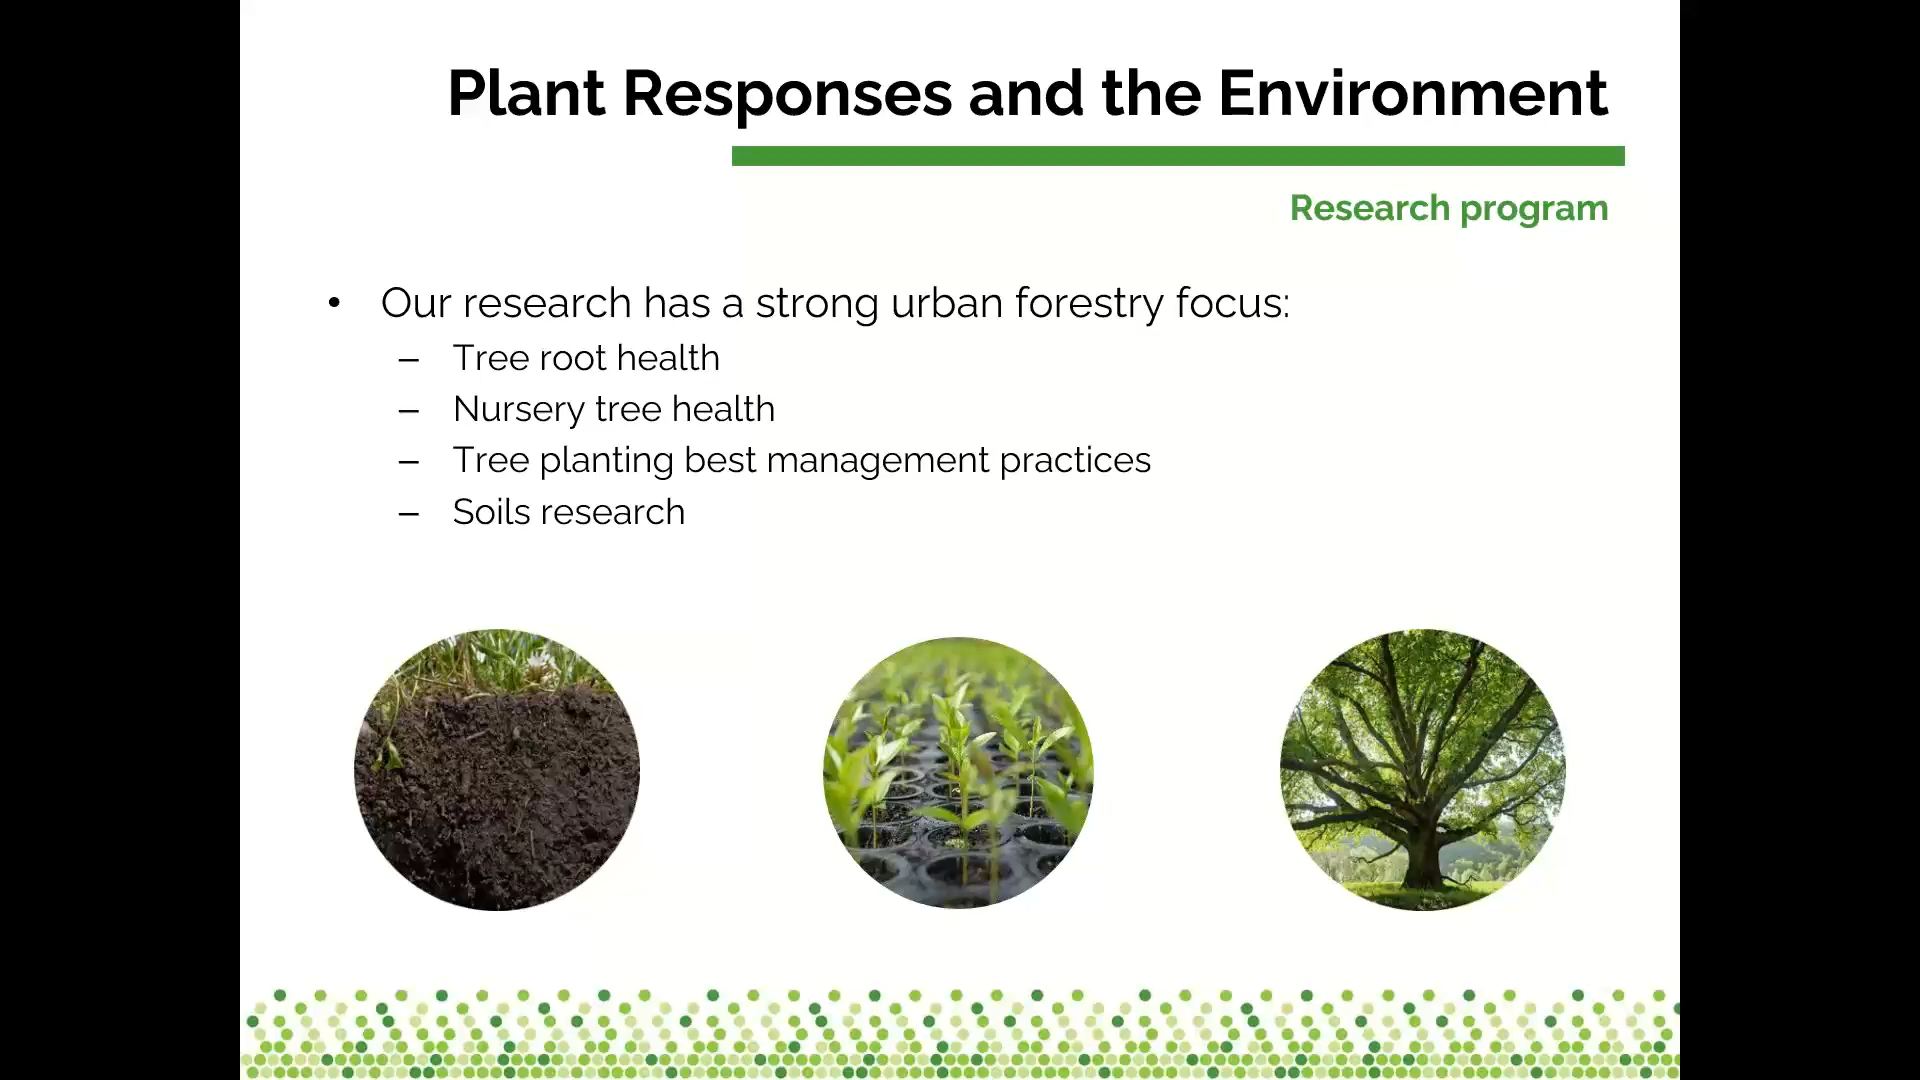 Plant Responses and the Environment
Research program
• Our research has a strong urban forestry focus:
– Tree root health
– Nursery tree health
– Tree planting best management practices
– Soils research